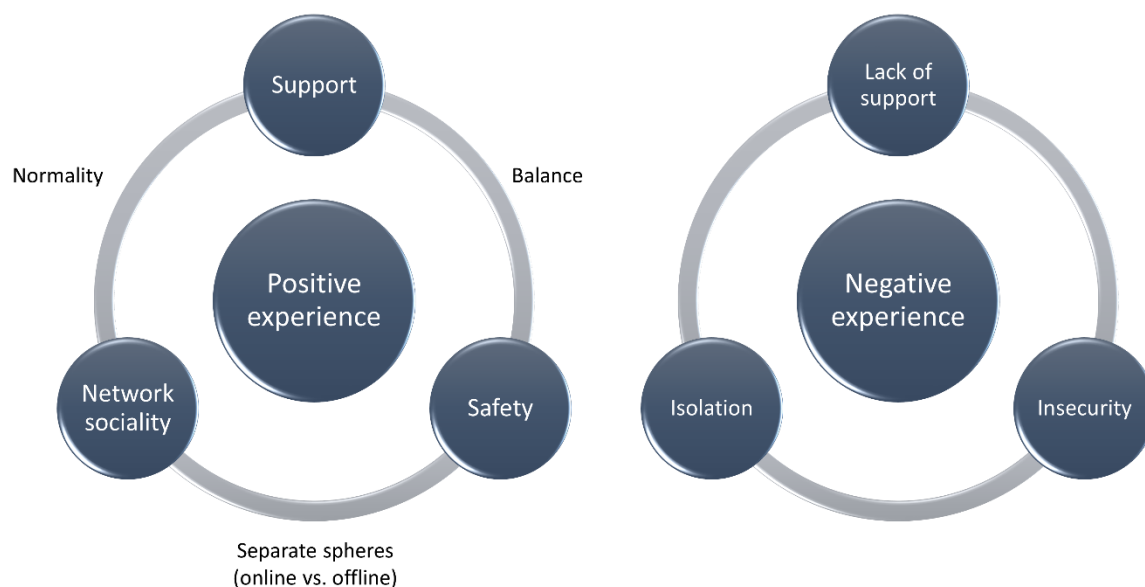 Support
Normality
Balance
Positive
experience
Network
sociality
Safety
Separate spheres
(online vs. offline)
Lack of
support
Negative
experience
Isolation
Insecurity